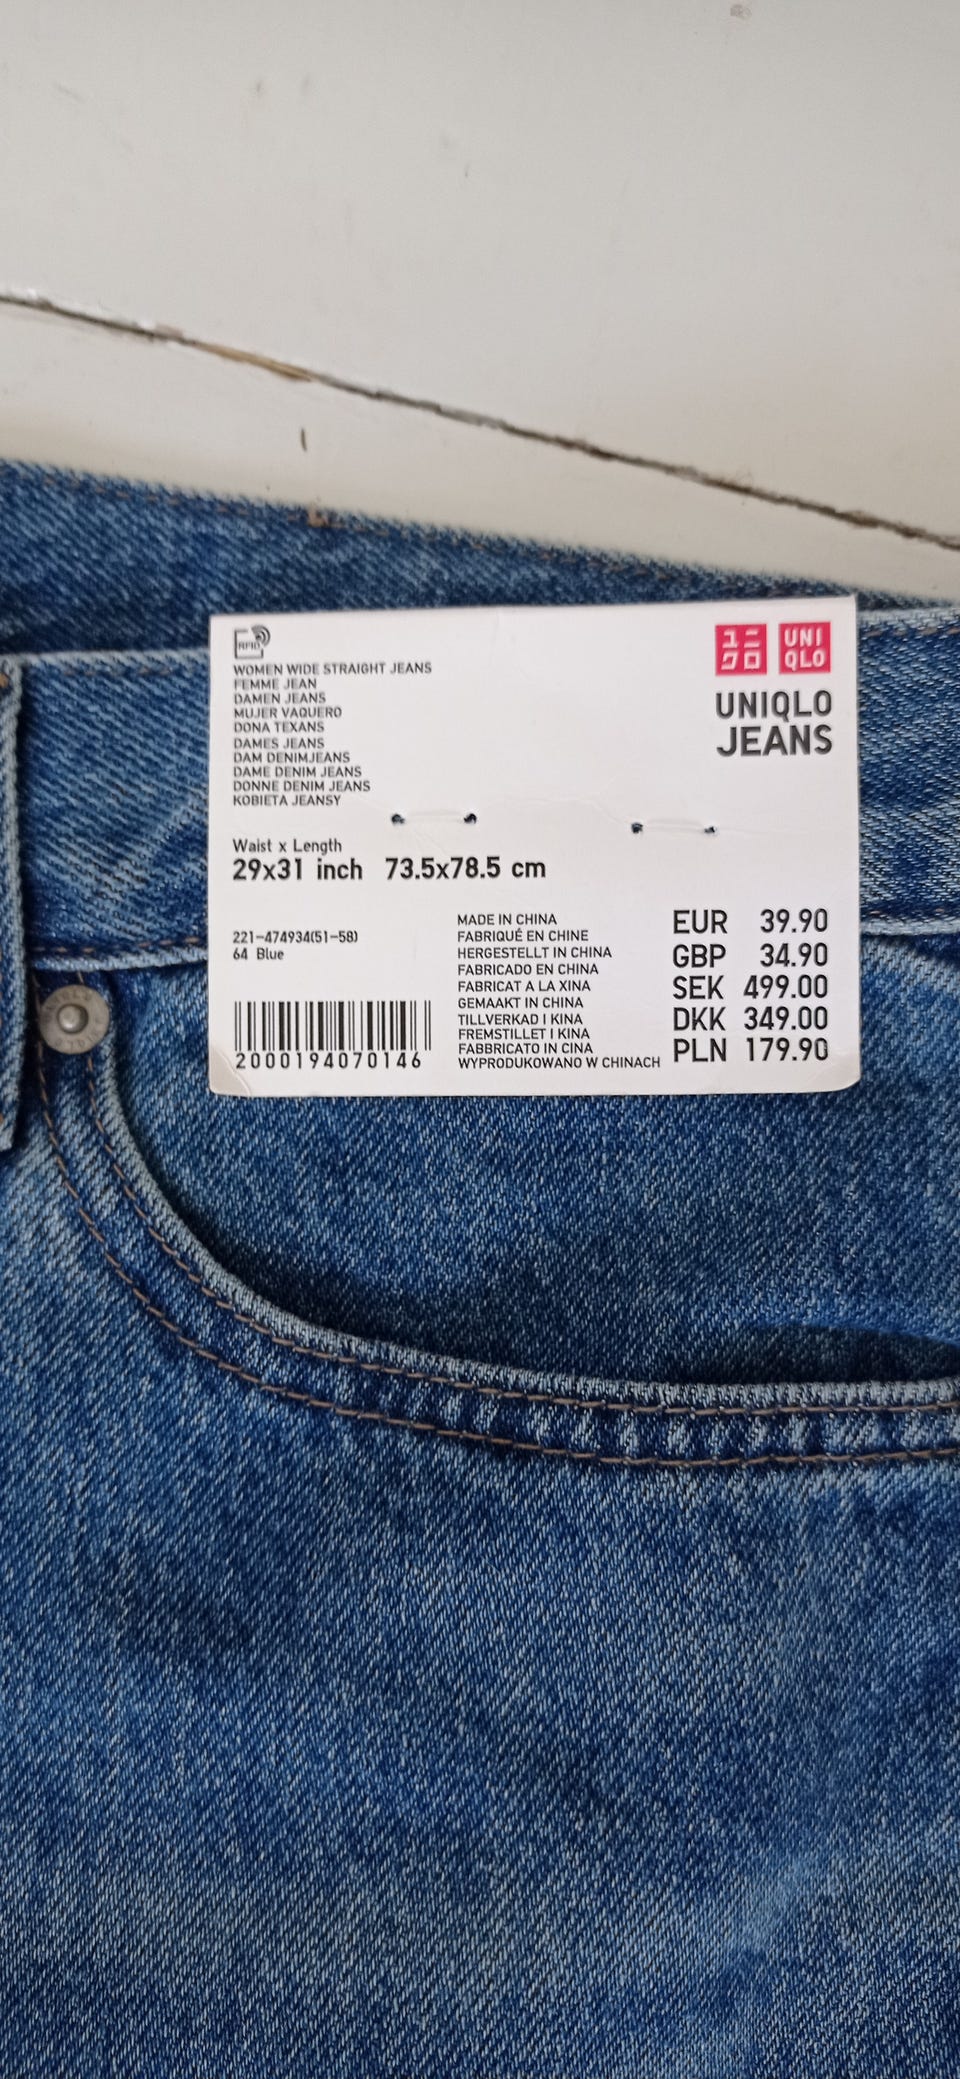 RFID
WOMEN WIDE STRAIGHT JEANS
FEMME JEAN
DAMEN JEANS
MUJER VAQUERO
DONA TEXANS
DAMES JEANS
DAM DENIMJEANS
DAME DENIM JEANS
DONNE DENIM JEANS
KOBIETA JEANSY
ユニ
クロ
UNI
QLO
UNIQLO
JEANS
Waist x Length
29x31 inch 73.5x78.5 cm
221-474934(51-58)
64 Blue
2000194070146
MADE IN CHINA
FABRIQUÉ EN CHINE
HERGESTELLT IN CHINA
FABRICADO EN CHINA
FABRICAT A LA XINA
GEMAAKT IN CHINA
TILLVERKAD I KINA
FREMSTILLET I KINA
FABBRICATO IN CINA
WYPRODUKOWANO W CHINACH
EUR 39.90
GBP 34.90
SEK 499.00
DKK 349.00
PLN 179.90